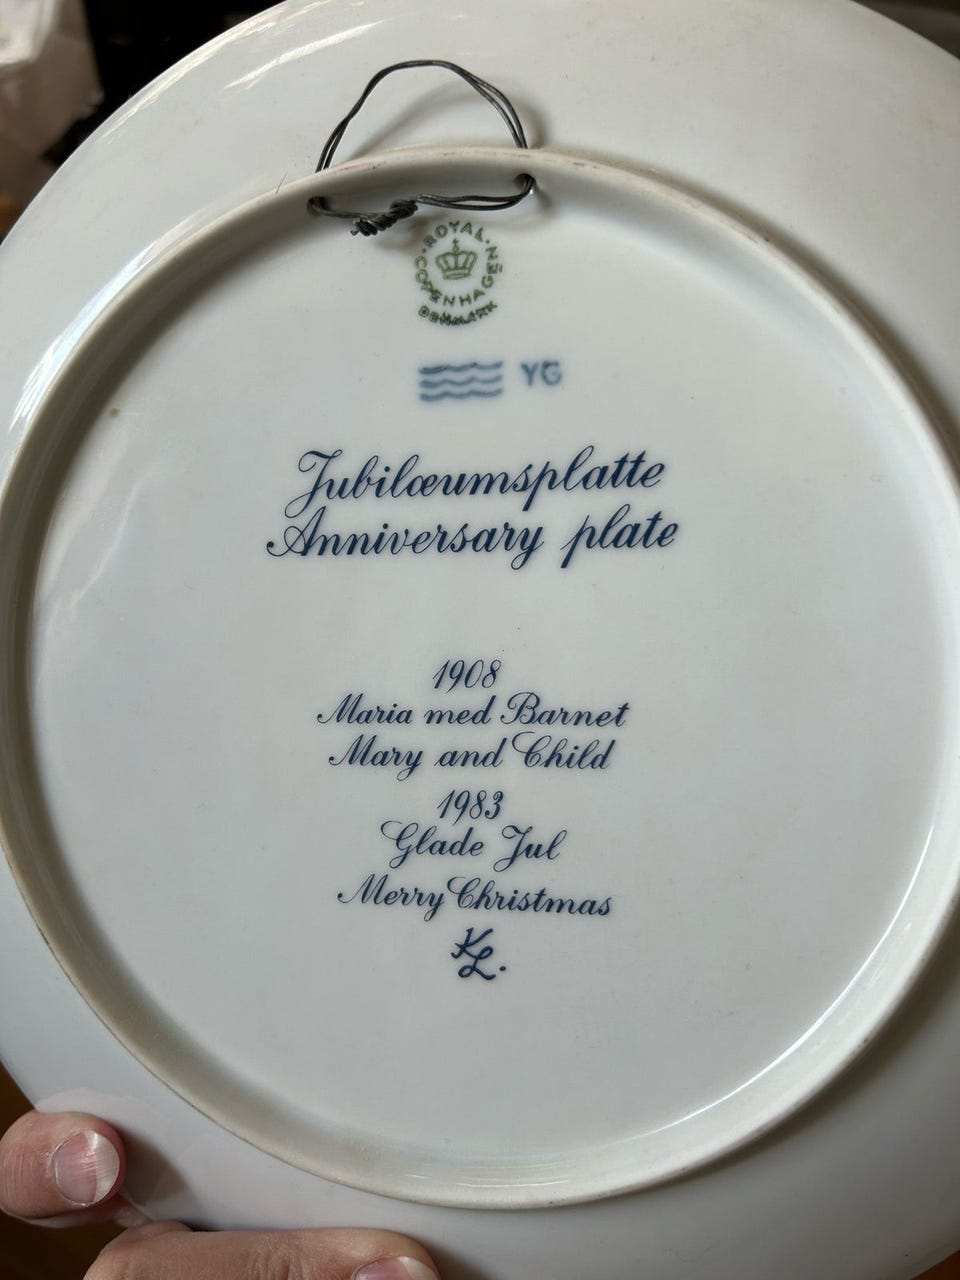 ROYAL COPENHAGEN
DENMARK
YG
Jubilæumsplatte
Anniversary plate
1908
Maria med Barnet
Mary and Child
1983
Glade Jul
Merry Christmas
KL.